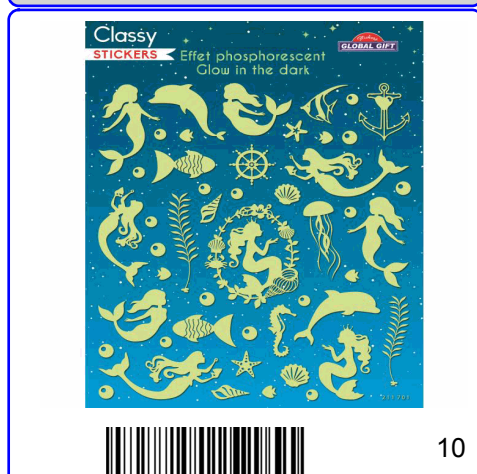 Classy
STICKERS
Effet phosphorescent
Glow in the dark
GLOBAL GIFT
10